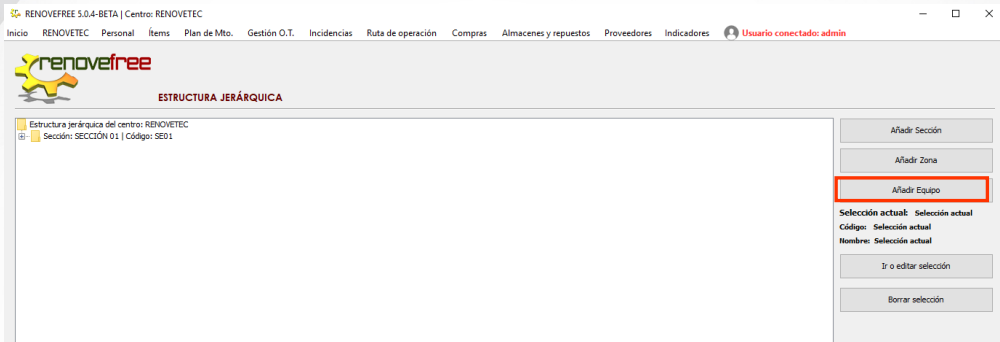 RENOVEFREE 5.0.4-BETA | Centro: RENOVETEC
Inicio RENOVETEC Personal Ítems Plan de Mto. Gestión O.T. Incidencias Ruta de operación Compras Almacenes y repuestos Proveedores Indicadores Usuario conectado: admin
renovefree
ESTRUCTURA JERÁRQUICA
Estructura jerárquica del centro: RENOVETEC
Sección: SECCIÓN 01 | Código: SE01
Añadir Sección
Añadir Zona
Añadir Equipo
Selección actual: Selección actual
Código: Selección actual
Nombre: Selección actual
Ir o editar selección
Borrar selección